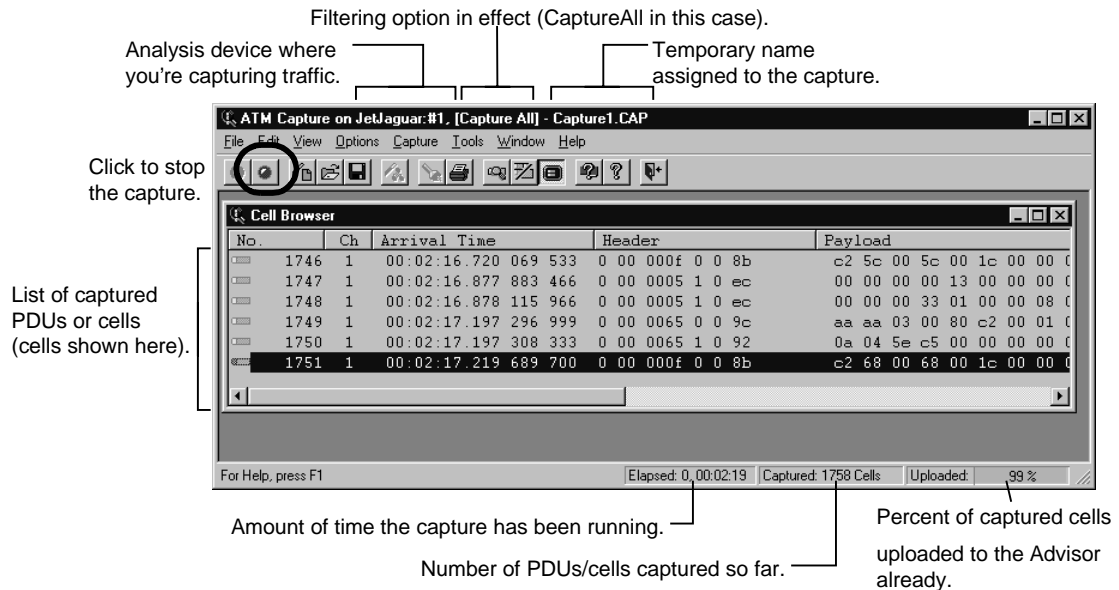 Filtering option in effect (CaptureAll in this case).
Analysis device where
you're capturing traffic.
Temporary name
assigned to the capture.
ATM Capture on JetJaguar:#1, [Capture All] - Capture1.CAP
File Edit View Options Capture Tools Window Help
Click to stop
the capture.
Cell Browser
No. Ch Arrival Time Header Payload
1746 1 00:02:16.720 069 533 0 00 000f 0 0 8b c2 5c 00 5c 00 1c 00 00
1747 1 00:02:16.877 883 466 0 00 0005 1 0 ec 00 00 00 00 13 00 00 00
1748 1 00:02:16.878 115 966 0 00 0005 1 0 ec 00 00 00 33 01 00 00 08
1749 1 00:02:17.197 296 999 0 00 0065 0 0 9c aa aa 03 00 80 c2 00 01
1750 1 00:02:17.197 308 333 0 00 0065 1 0 92 0a 04 5e c5 00 00 00 00
1751 1 00:02:17.219 689 700 0 00 000f 0 0 8b c2 68 00 68 00 1c 00 00
List of captured
PDUs or cells
(cells shown here).
For Help, press F1
Elapsed: 0, 00:02:19 Captured: 1758 Cells Uploaded: 99 %
Amount of time the capture has been running.
Number of PDUs/cells captured so far.
Percent of captured cells
uploaded to the Advisor
already.